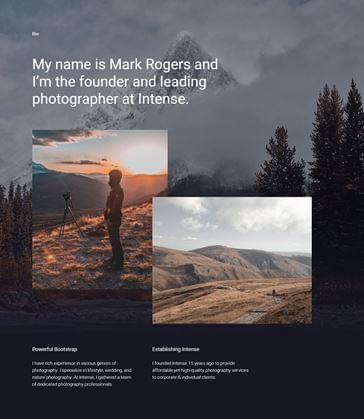 Bio
My name is Mark Rogers and
I'm the founder and leading
photographer at Intense.
Powerful Bootstrap
I have rich experience in various genres of
photography. I specialize in lifestyle, wedding, and
nature photography. At Intense, I gathered a team
of dedicated photography professionals.
Establishing Intense
I founded Intense 15 years ago to provide
affordable yet high-quality photography services
to corporate & individual clients.